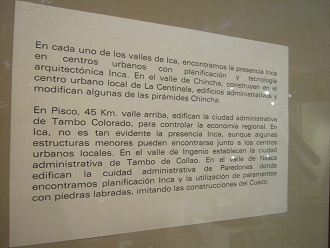 En cada uno de los valles de Ica, encontramos la presencia Inca
en centros urbanos con planificación y tecnología
arquitectónica Inca. En el valle de Chincha, construyen en el
centro urbano local de La Centinela, edificios administrativos y
modifican algunas de las pirámides Chincha.
En Pisco, 45 Km. valle arriba, edifican la ciudad administrativa
de Tambo Colorado, para controlar la economía regional. En
Ica, no es tan evidente la presencia Inca, aunque algunas
estructuras menores pueden encontrarse junto a los centros
urbanos locales. En el valle de Ingenio establecen la ciudad
administrativa de Tambo de Collao. En el valle de Nasca
edifican la cuidad administrativa de Paredones donde
encontramos planificación Inca y la utilización de paramentos
con piedras labradas, imitando las construcciones del Cusco.